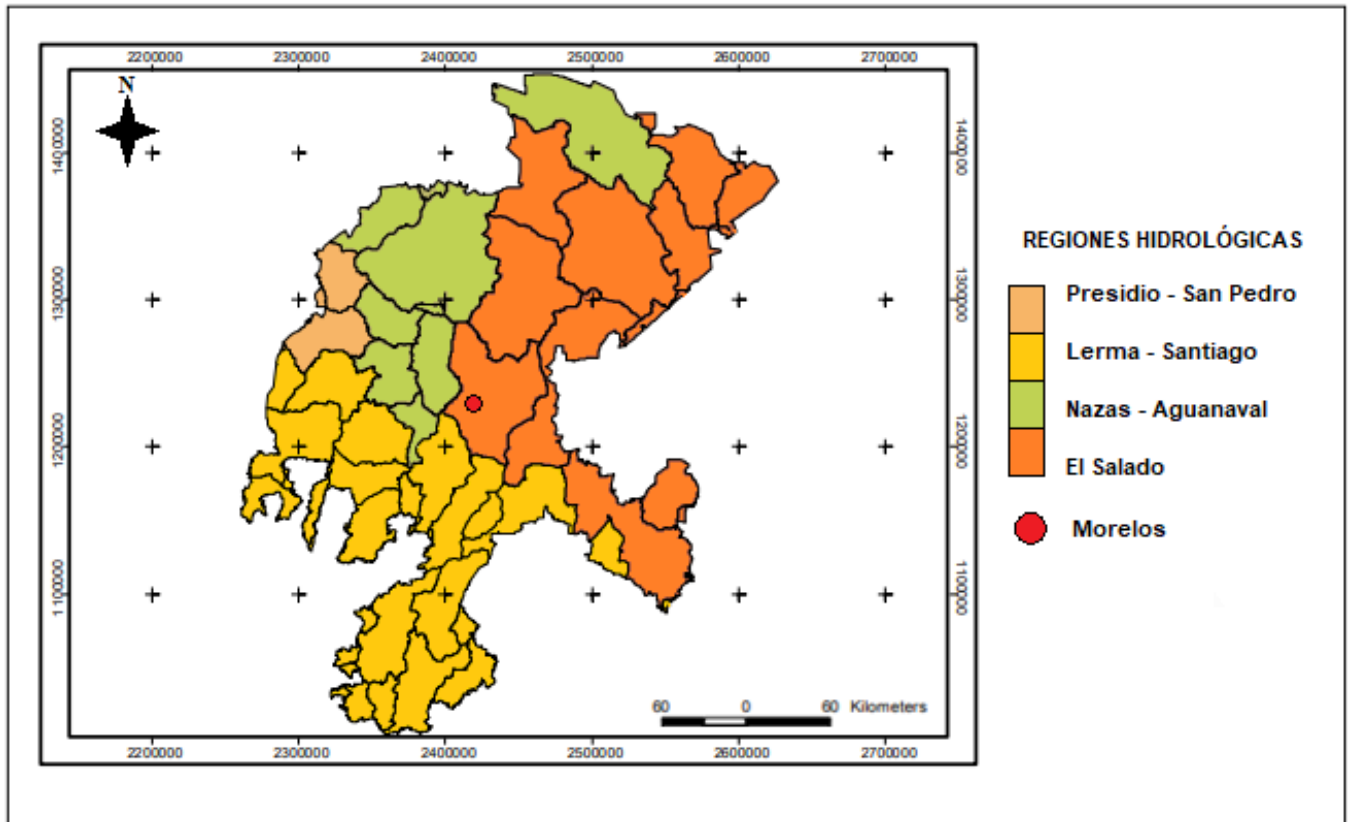 2200000 2300000 2400000 2500000 2600000 2700000
N
1400000 1400000
1300000 1300000
1200000 1200000
1100000 1100000
60 0 60 Kilometers
2200000 2300000 2400000 2500000 2600000 2700000
REGIONES HIDROLÓGICAS
Presidio - San Pedro
Lerma - Santiago
Nazas - Aguanaval
El Salado
Morelos